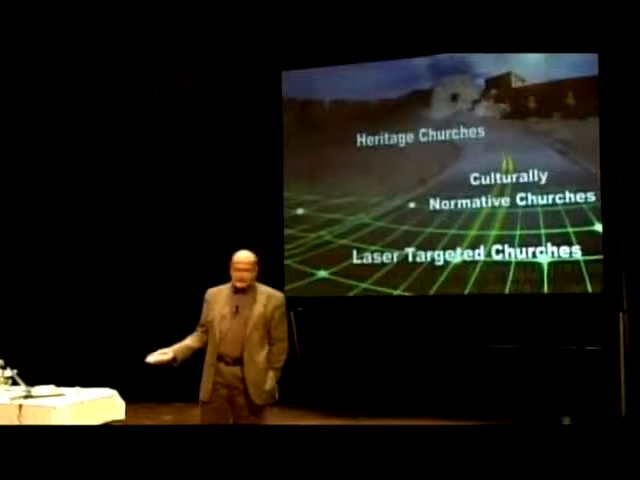 Heritage Churches
Culturally
Normative Churches
Laser Targeted Churches